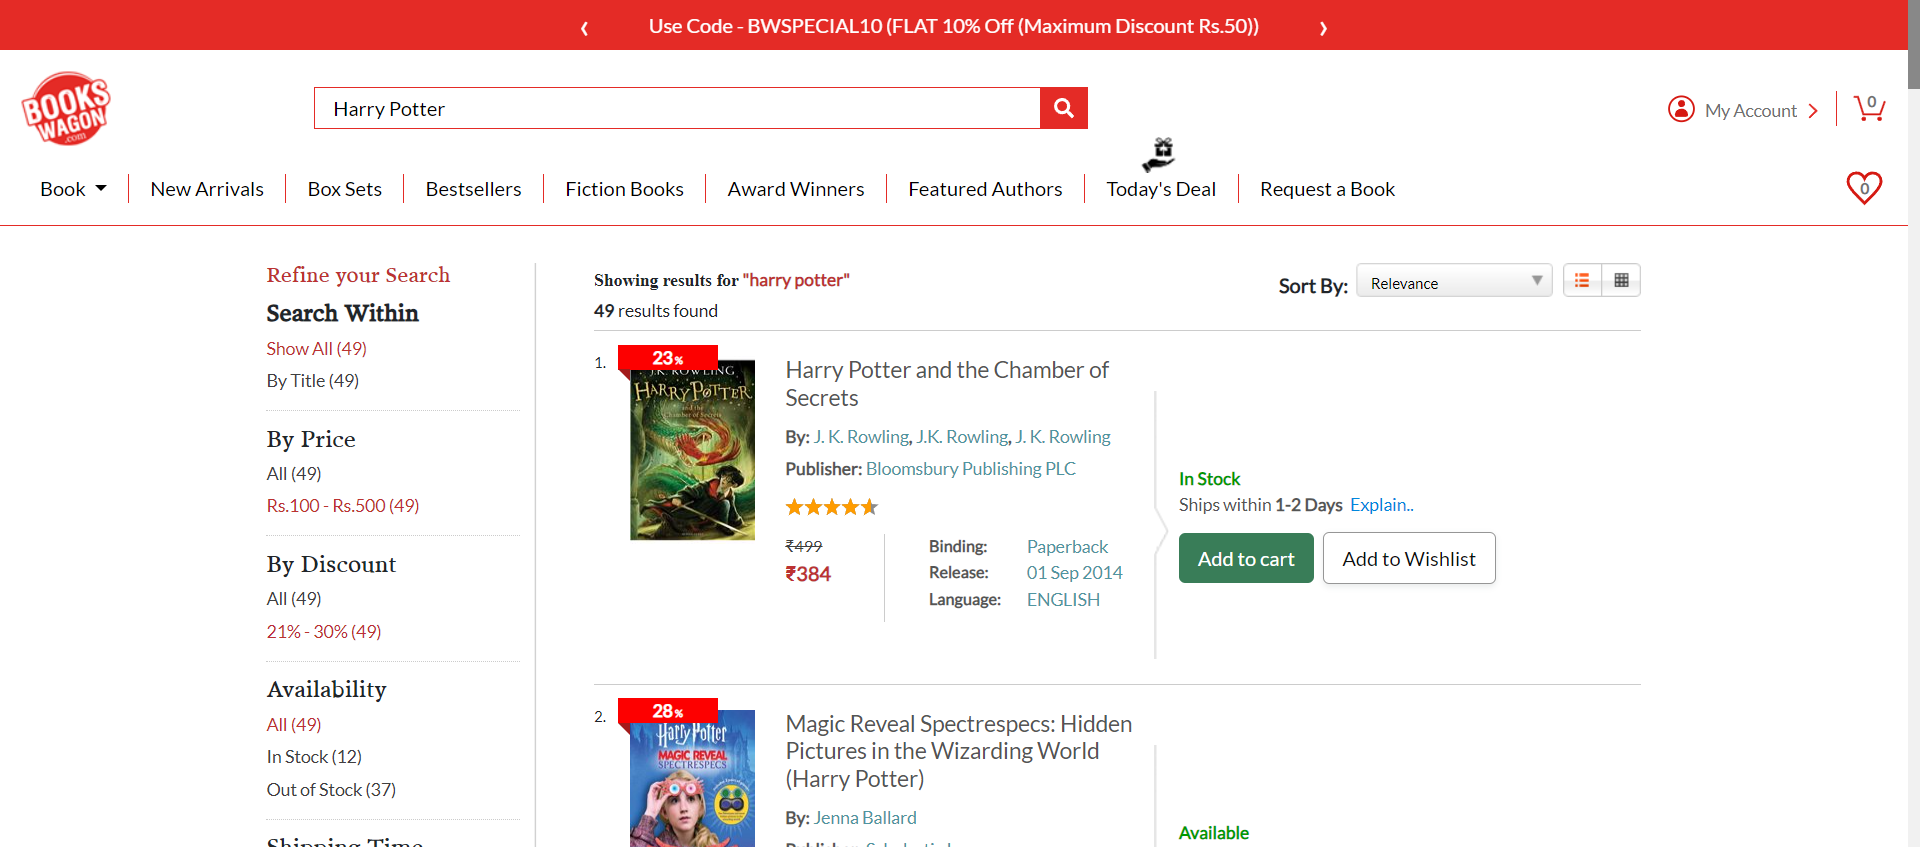 Use Code - BWSPECIAL10 (FLAT 10% Off (Maximum Discount Rs.50))
BOOKS
WAGON
.com
Harry Potter
My Account
0
Book
New Arrivals
Box Sets
Bestsellers
Fiction Books
Award Winners
Featured Authors
Today's Deal
Request a Book
0
Refine your Search
Search Within
Show All (49)
By Title (49)
By Price
All (49)
Rs.100 - Rs.500 (49)
By Discount
All (49)
21% - 30% (49)
Availability
All (49)
In Stock (12)
Out of Stock (37)
Shipping Time
Showing results for "harry potter"
49 results found
Sort By:
Relevance
1.
23%
J.K. ROWLING
HARRY POTTER
and the
Chamber of Secrets
Harry Potter and the Chamber of
Secrets
By: J. K. Rowling, J.K. Rowling, J. K. Rowling
Publisher: Bloomsbury Publishing PLC
₹499
₹384
Binding: Paperback
Release: 01 Sep 2014
Language: ENGLISH
In Stock
Ships within 1-2 Days Explain..
Add to cart
Add to Wishlist
2.
28%
Harry Potter
MAGIC REVEAL
SPECTRESPECS
Magic Reveal Spectrespecs: Hidden
Pictures in the Wizarding World
(Harry Potter)
By: Jenna Ballard
Available